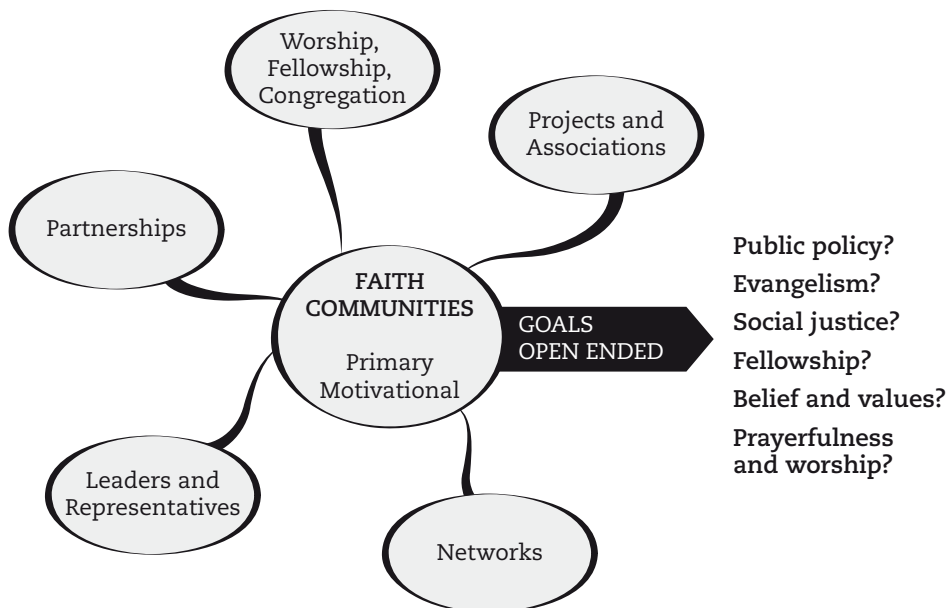 Worship,
Fellowship,
Congregation
Projects and
Associations
Partnerships
FAITH
COMMUNITIES
Primary
Motivational
GOALS
OPEN ENDED
Public policy?
Evangelism?
Social justice?
Fellowship?
Belief and values?
Prayerfulness
and worship?
Leaders and
Representatives
Networks